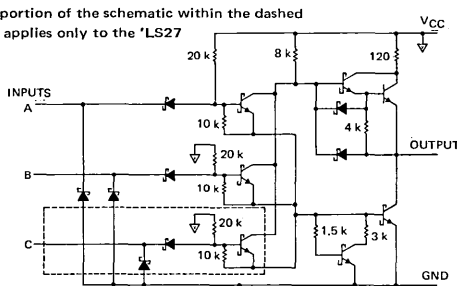 portion of the schematic within the dashed
applies only to the 'LS27
VCC
20 k
8 k
120
INPUTS
A
10 k
4 k
20 k
OUTPUT
B
10 k
20 k
C
10 k
1,5 k
3 k
GND